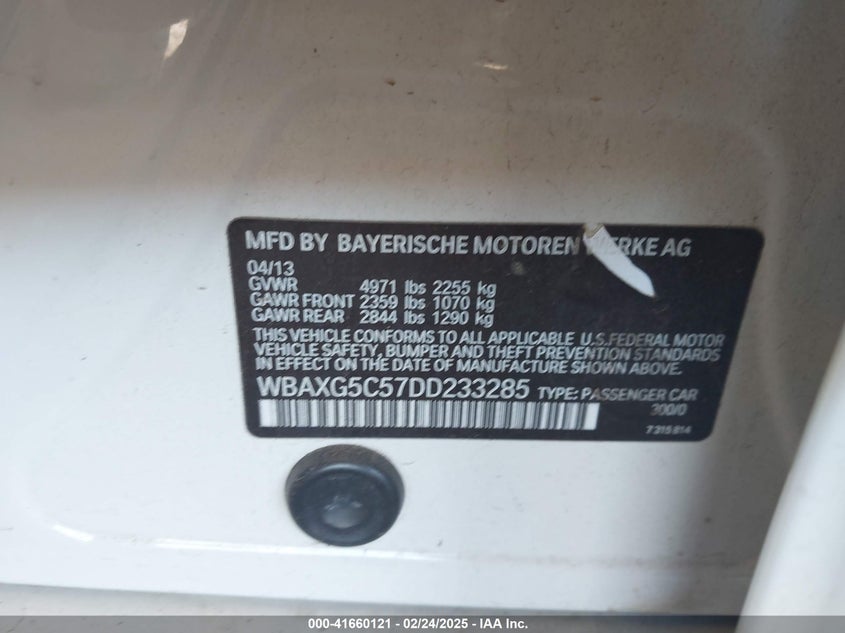 MFD BY BAYERISCHE MOTOREN WERKE AG
04/13
GVWR 4971 lbs 2255 kg
GAWR FRONT 2359 lbs 1070 kg
GAWR REAR 2844 lbs 1290 kg
THIS VEHICLE CONFORMS TO ALL APPLICABLE U.S.FEDERAL MOTOR
VEHICLE SAFETY, BUMPER AND THEFT PREVENTION STANDARDS
IN EFFECT ON THE DATE OF MANUFACTURE SHOWN ABOVE.
WBAXG5C57DD233285 TYPE: PASSENGER CAR
300/0
7315814
000-41660121 - 02/24/2025 - IAA Inc.